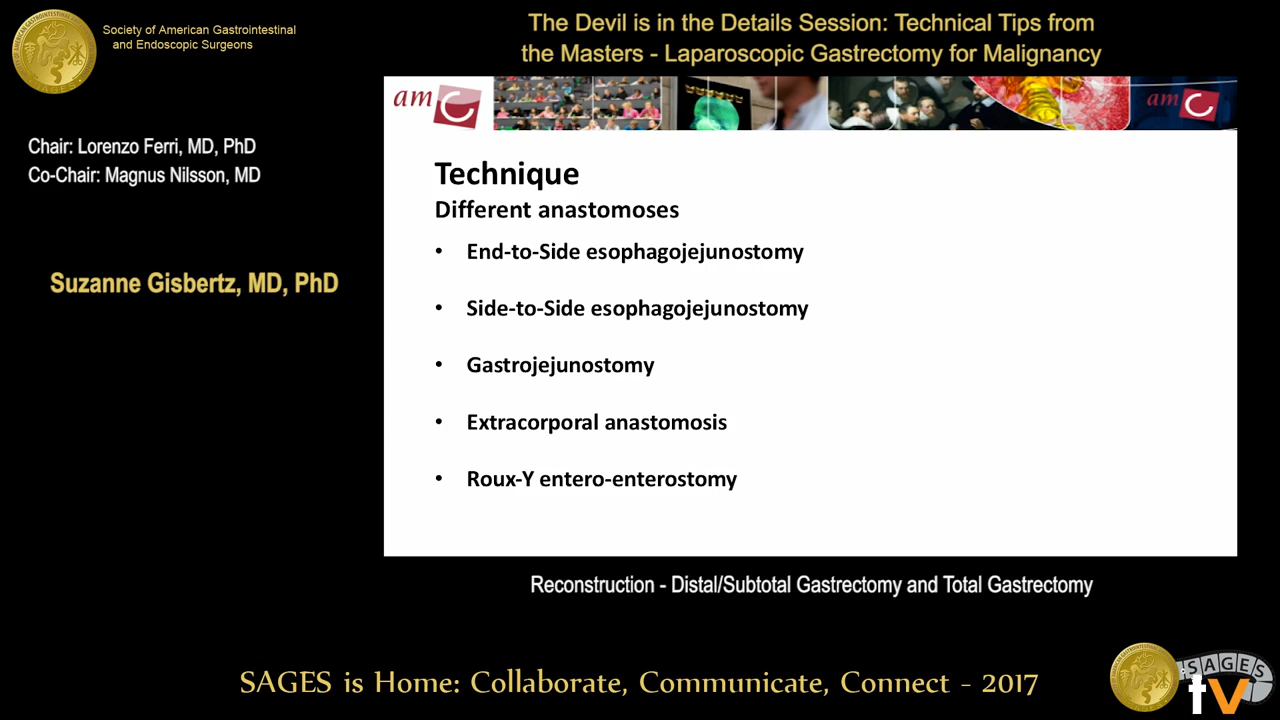 Society of American Gastrointestinal
and Endoscopic Surgeons
The Devil is in the Details Session: Technical Tips from
the Masters - Laparoscopic Gastrectomy for Malignancy
Chair: Lorenzo Ferri, MD, PhD
Co-Chair: Magnus Nilsson, MD
Suzanne Gisbertz, MD, PhD
amc
amc
Technique
Different anastomoses
• End-to-Side esophagojejunostomy
• Side-to-Side esophagojejunostomy
• Gastrojejunostomy
• Extracorporal anastomosis
• Roux-Y entero-enterostomy
Reconstruction - Distal/Subtotal Gastrectomy and Total Gastrectomy
SAGES is Home: Collaborate, Communicate, Connect - 2017
SAGES
tv